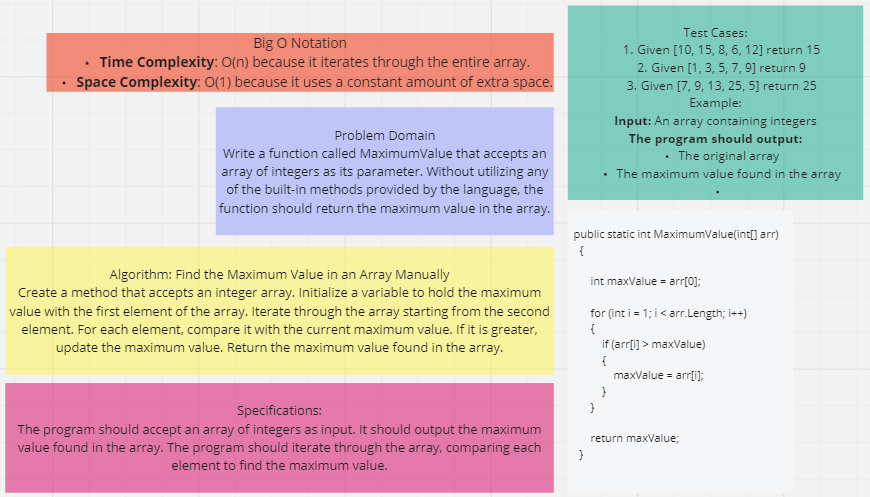 Big O Notation
• Time Complexity: O(n) because it iterates through the entire array.
• Space Complexity: O(1) because it uses a constant amount of extra space.
Problem Domain
Write a function called MaximumValue that accepts an
array of integers as its parameter. Without utilizing any
of the built-in methods provided by the language, the
function should return the maximum value in the array.
Algorithm: Find the Maximum Value in an Array Manually
Create a method that accepts an integer array. Initialize a variable to hold the maximum
value with the first element of the array. Iterate through the array starting from the second
element. For each element, compare it with the current maximum value. If it is greater,
update the maximum value. Return the maximum value found in the array.
Specifications:
The program should accept an array of integers as input. It should output the maximum
value found in the array. The program should iterate through the array, comparing each
element to find the maximum value.
Test Cases:
1. Given [10, 15, 8, 6, 12] return 15
2. Given [1, 3, 5, 7, 9] return 9
3. Given [7, 9, 13, 25, 5] return 25
Example:
Input: An array containing integers
The program should output:
• The original array
• The maximum value found in the array
•
public static int MaximumValue(int[] arr)
{
int maxValue = arr[0];
for (int i = 1; i < arr.Length; i++)
{
if (arr[i] > maxValue)
{
maxValue = arr[i];
}
}
return maxValue;
}